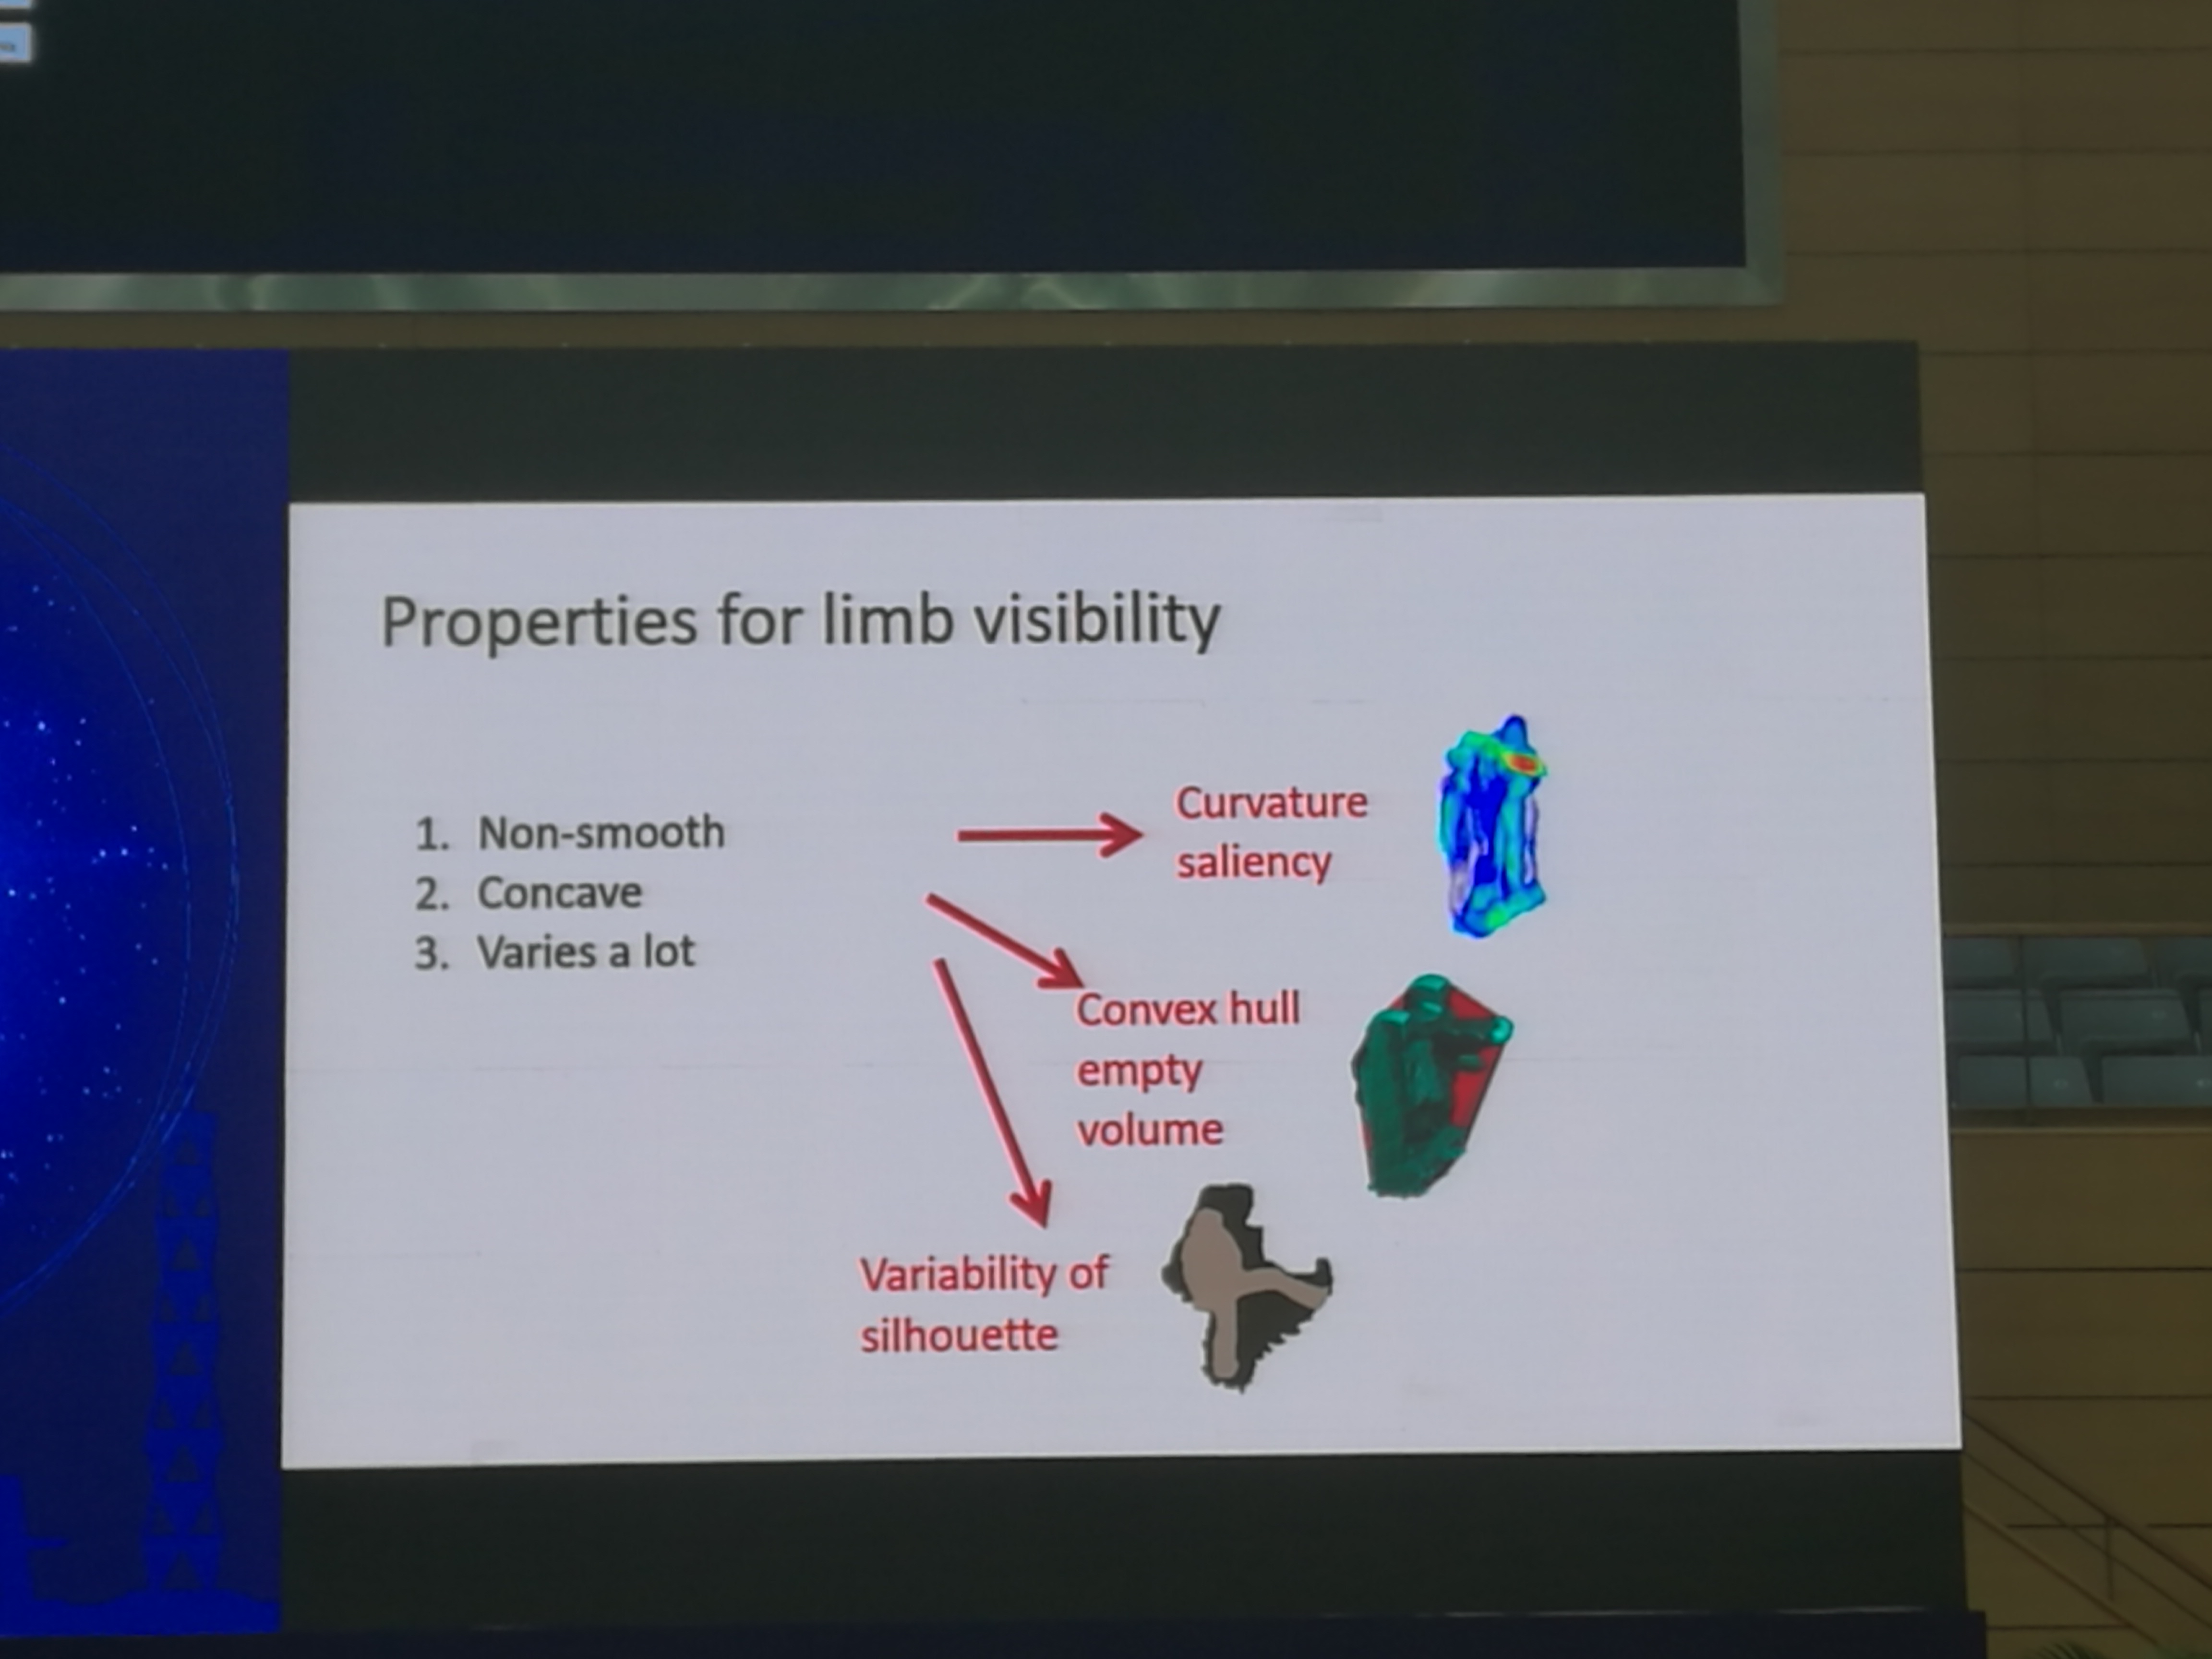 Properties for limb visibility
1. Non-smooth
2. Concave
3. Varies a lot
Curvature
saliency
Convex hull
empty
volume
Variability of
silhouette